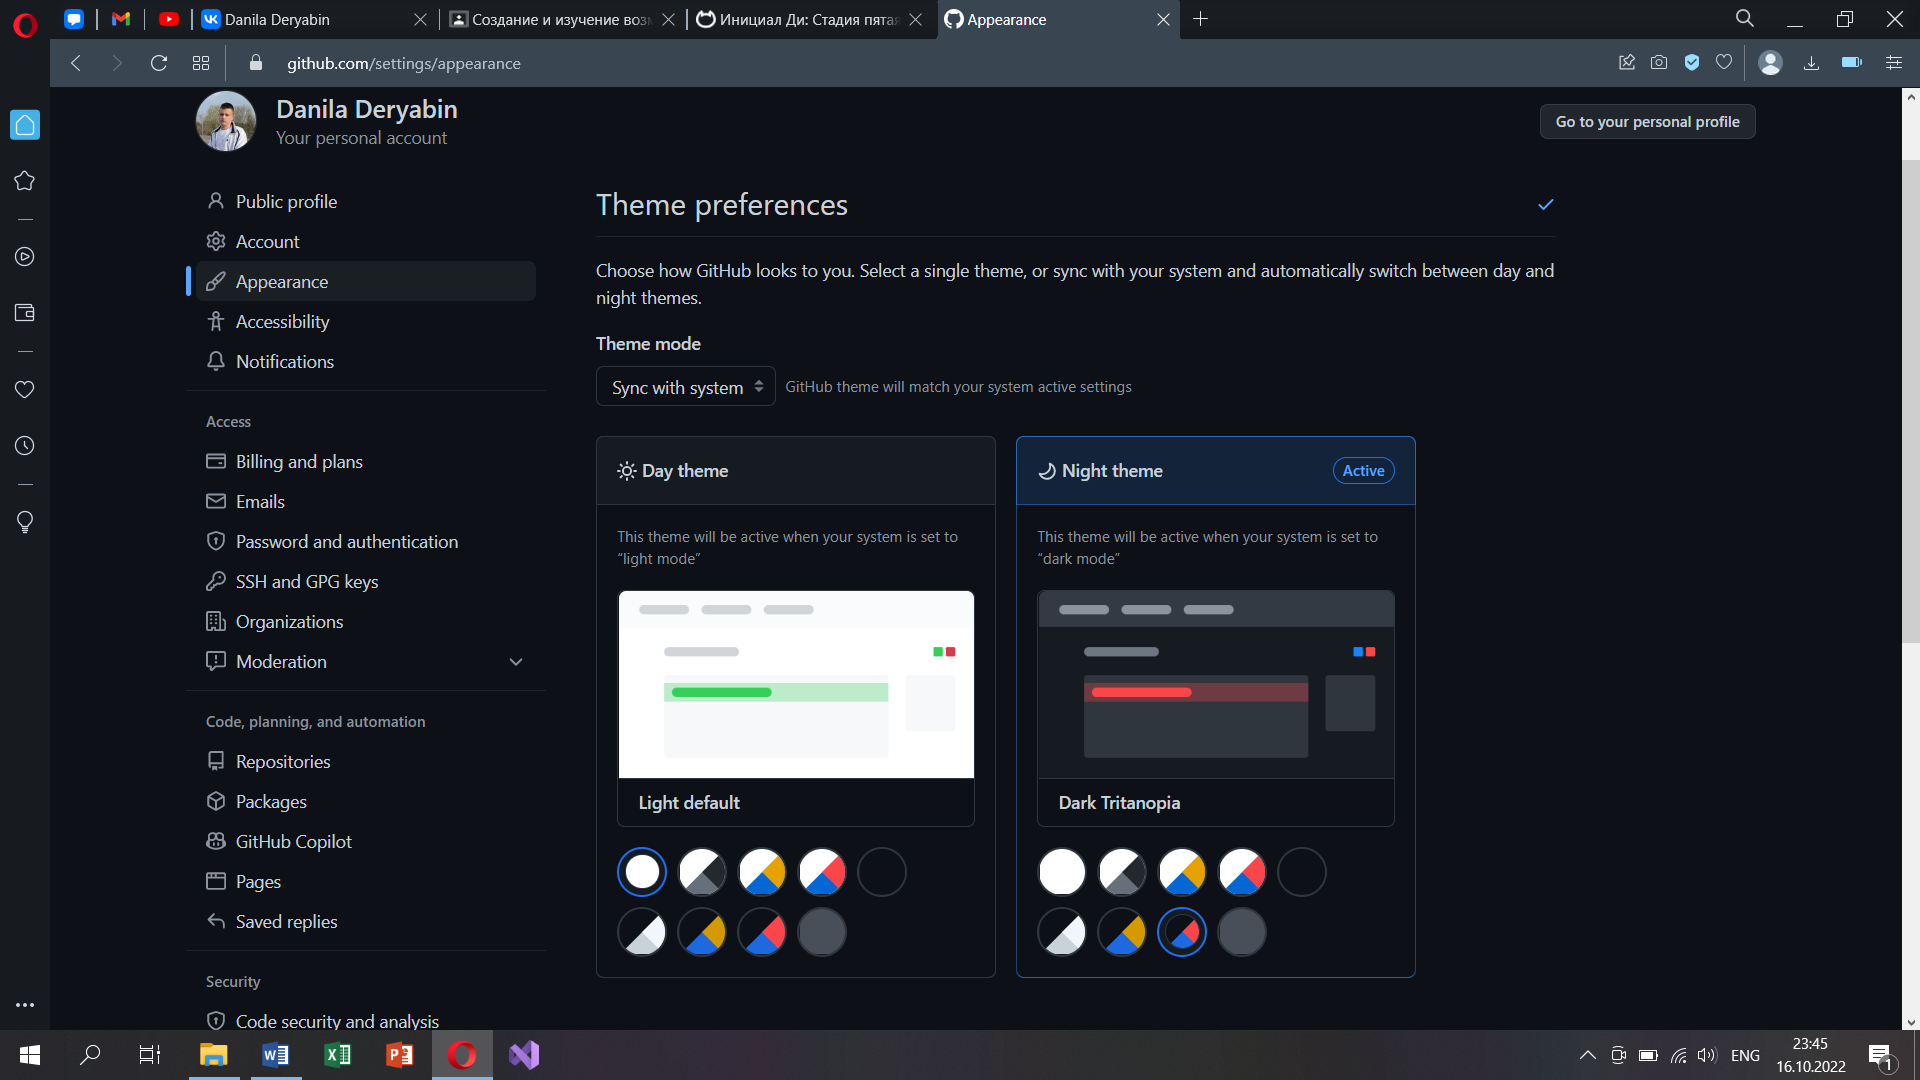 Danila Deryabin
Создание и изучение воз
Инициал Ди: Стадия пятая
Appearance
github.com/settings/appearance
Danila Deryabin
Your personal account
Go to your personal profile
Public profile
Account
Appearance
Accessibility
Notifications
Access
Billing and plans
Emails
Password and authentication
SSH and GPG keys
Organizations
Moderation
Code, planning, and automation
Repositories
Packages
GitHub Copilot
Pages
Saved replies
Security
Code security and analysis
Theme preferences
Choose how GitHub looks to you. Select a single theme, or sync with your system and automatically switch between day and
night themes.
Theme mode
Sync with system
GitHub theme will match your system active settings
Day theme
This theme will be active when your system is set to
“light mode”
Light default
Night theme
Active
This theme will be active when your system is set to
“dark mode”
Dark Tritanopia
ENG
23:45
16.10.2022
1